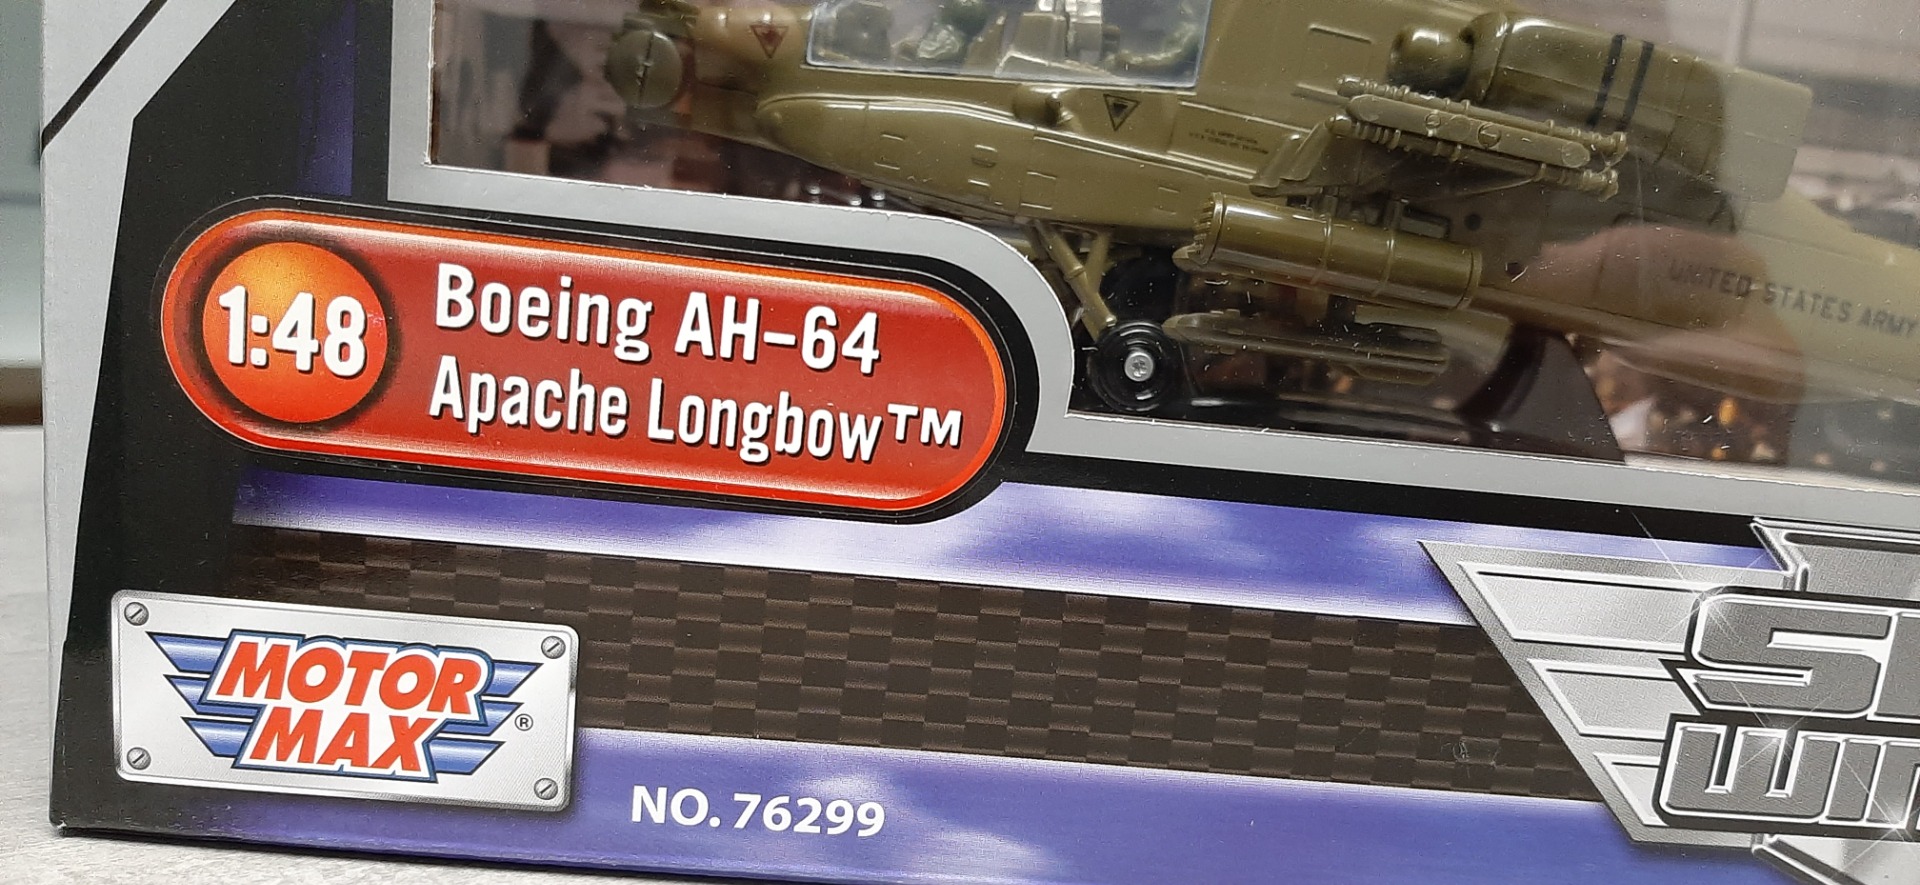 UNITED STATES ARMY
1:48
Boeing AH-64
Apache Longbow™
MOTOR
MAX®
NO. 76299